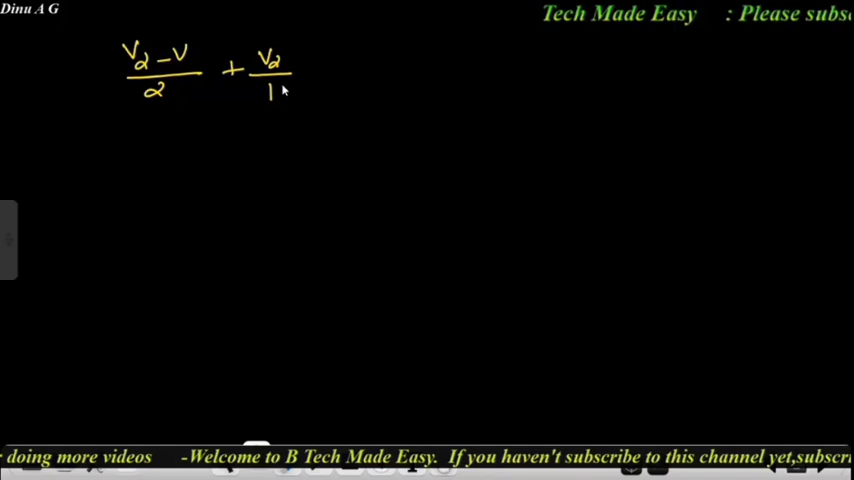 Dinu A G
Tech Made Easy : Please subs
V2 - V
2
+ V2
1
r doing more videos -Welcome to B Tech Made Easy. If you haven't subscribe to this channel yet,subscri